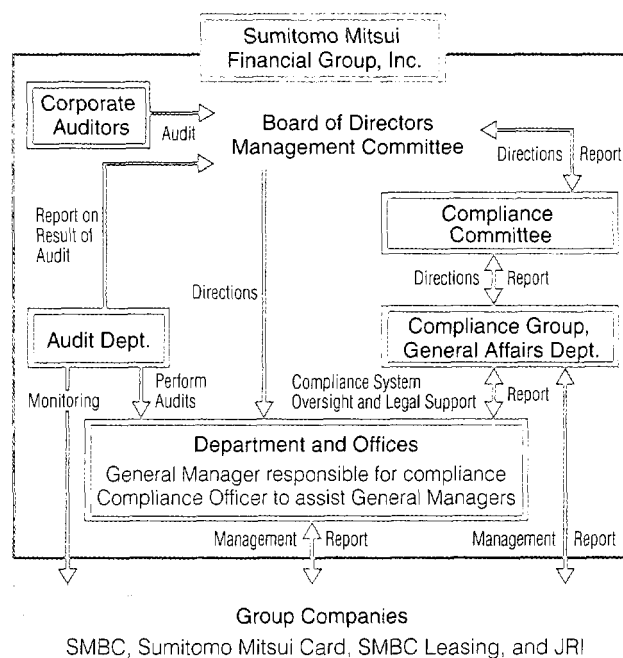 Sumitomo Mitsui
Financial Group, Inc.
Corporate
Auditors
Audit
Board of Directors
Management Committee
Directions
Report
Report on
Result of
Audit
Compliance
Committee
Directions
Directions
Report
Audit Dept.
Compliance Group,
General Affairs Dept.
Monitoring
Perform
Audits
Compliance System
Oversight and Legal Support
Report
Department and Offices
General Manager responsible for compliance
Compliance Officer to assist General Managers
Management
Report
Management
Report
Group Companies
SMBC, Sumitomo Mitsui Card, SMBC Leasing, and JRI